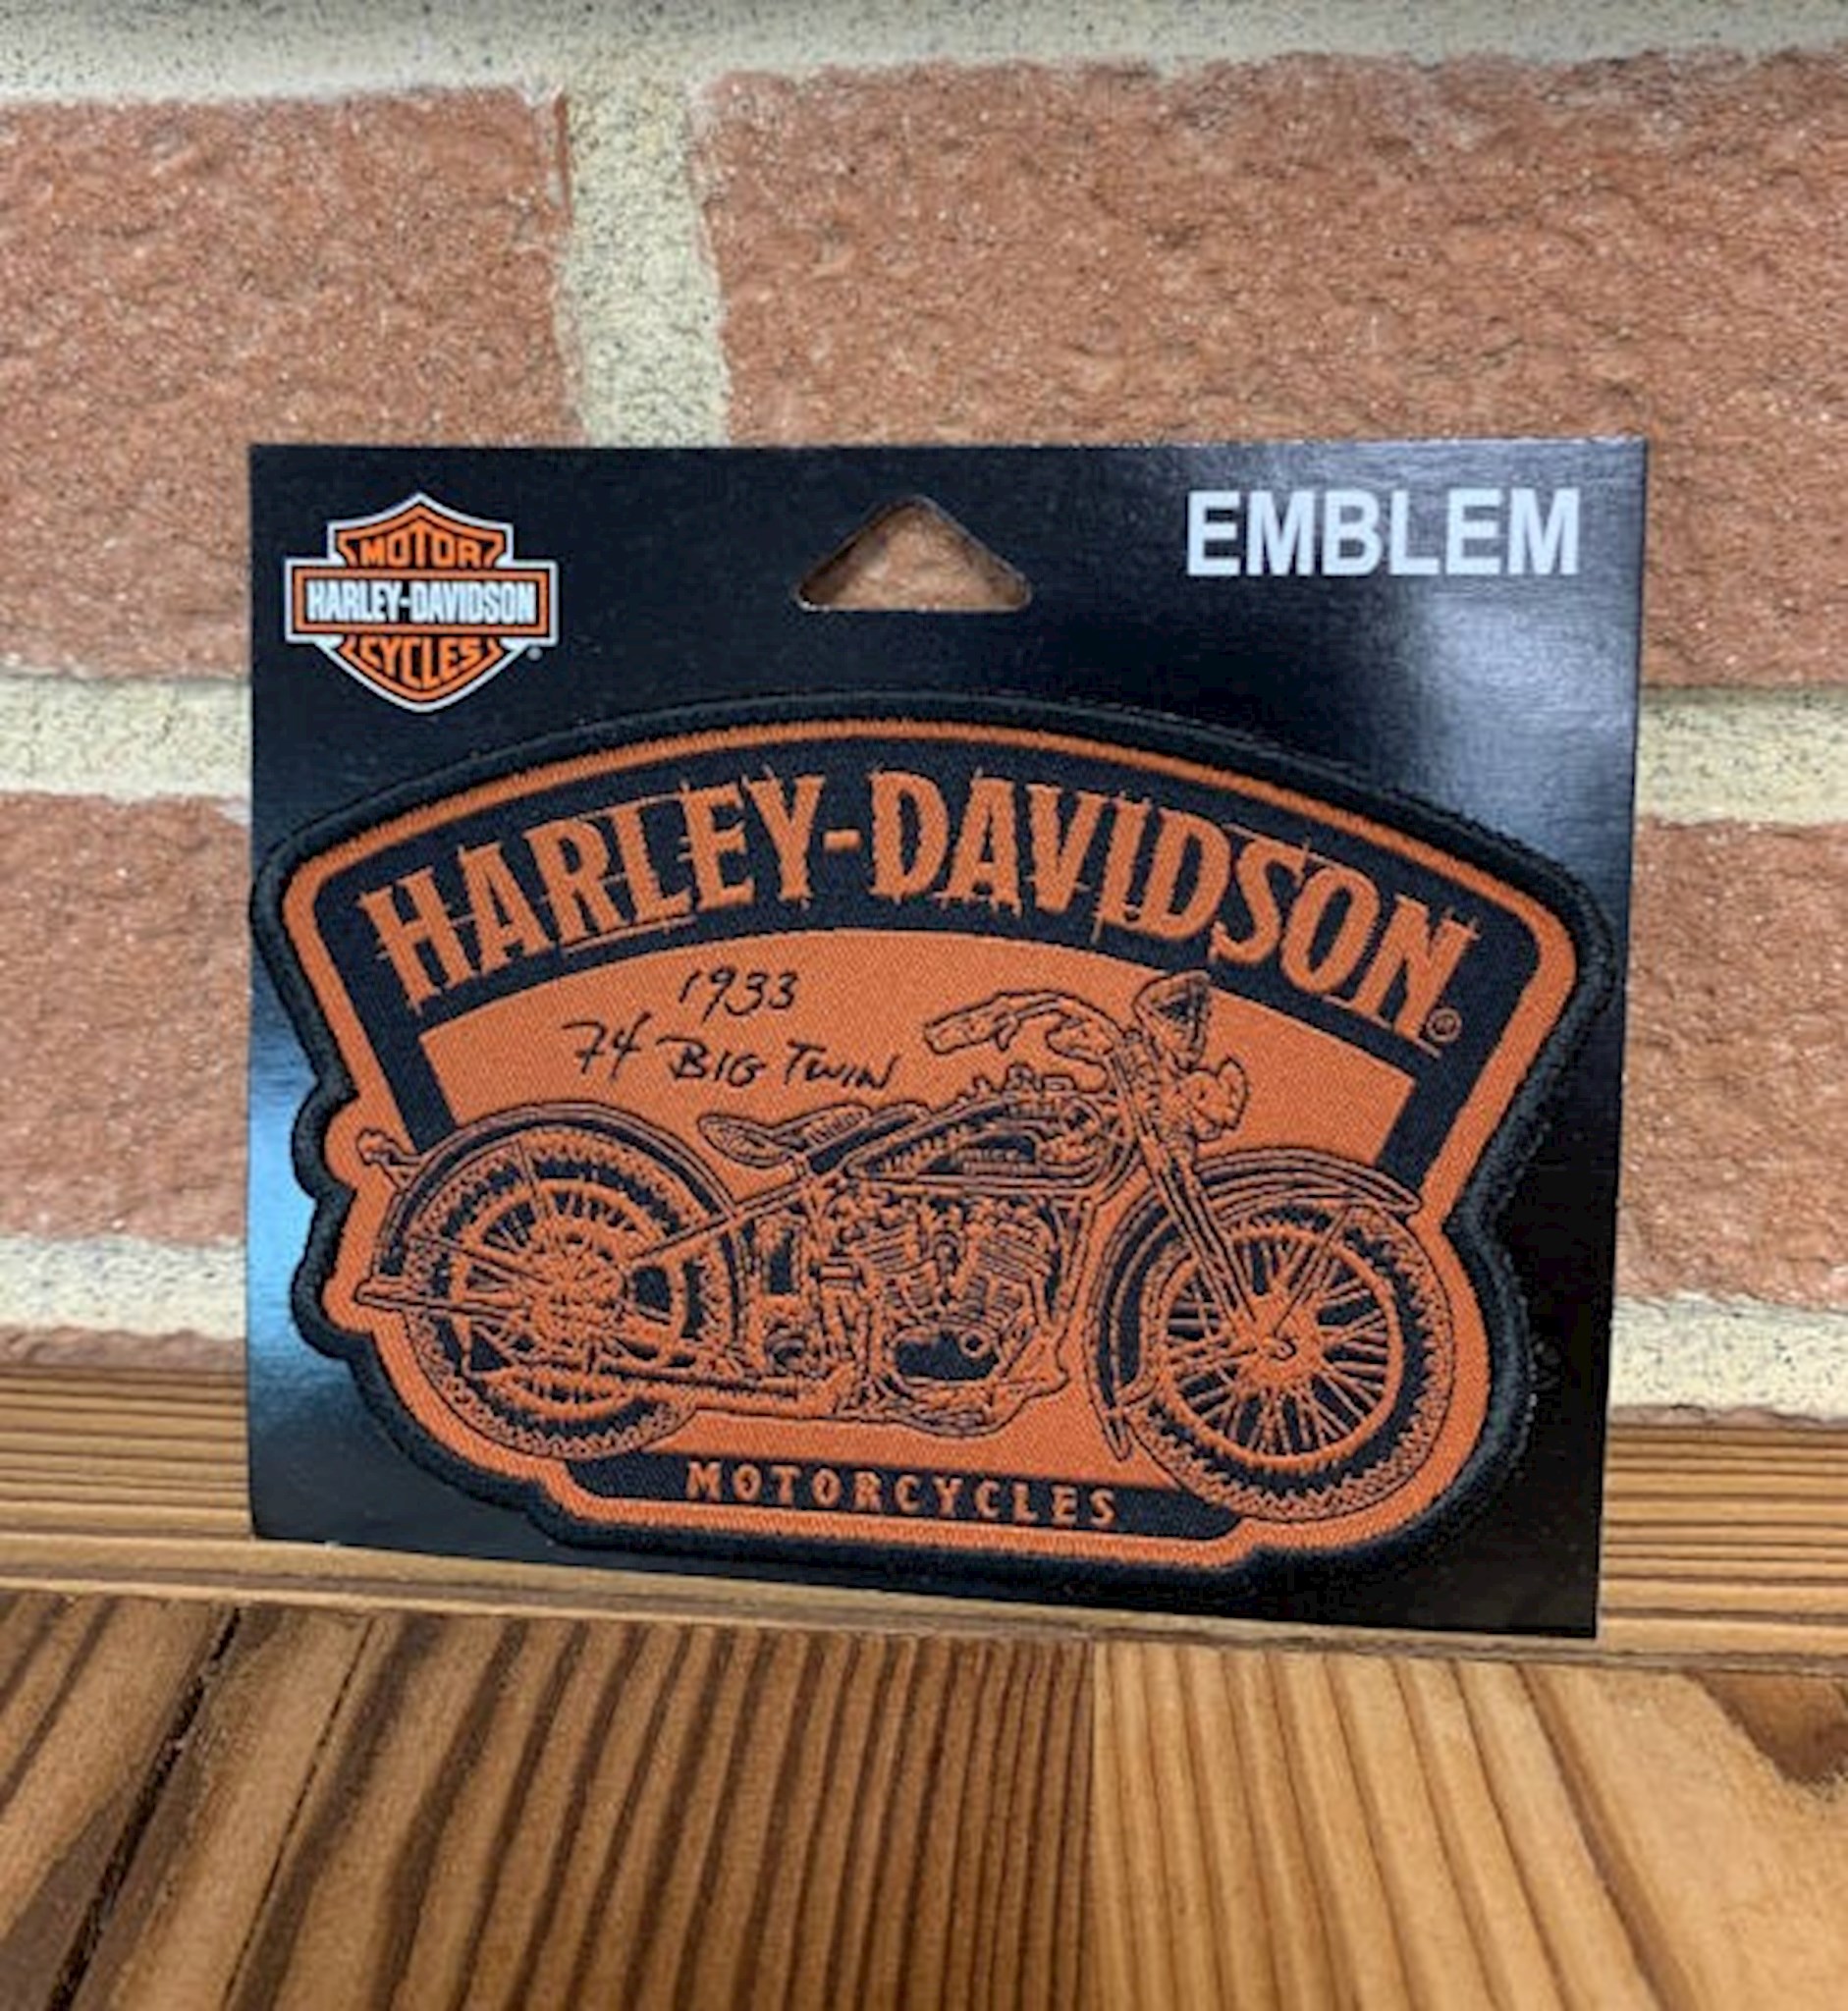 MOTOR
HARLEY-DAVIDSON
CYCLES
EMBLEM
HARLEY-DAVIDSON®
1933
74 BIG TWIN
MOTORCYCLES